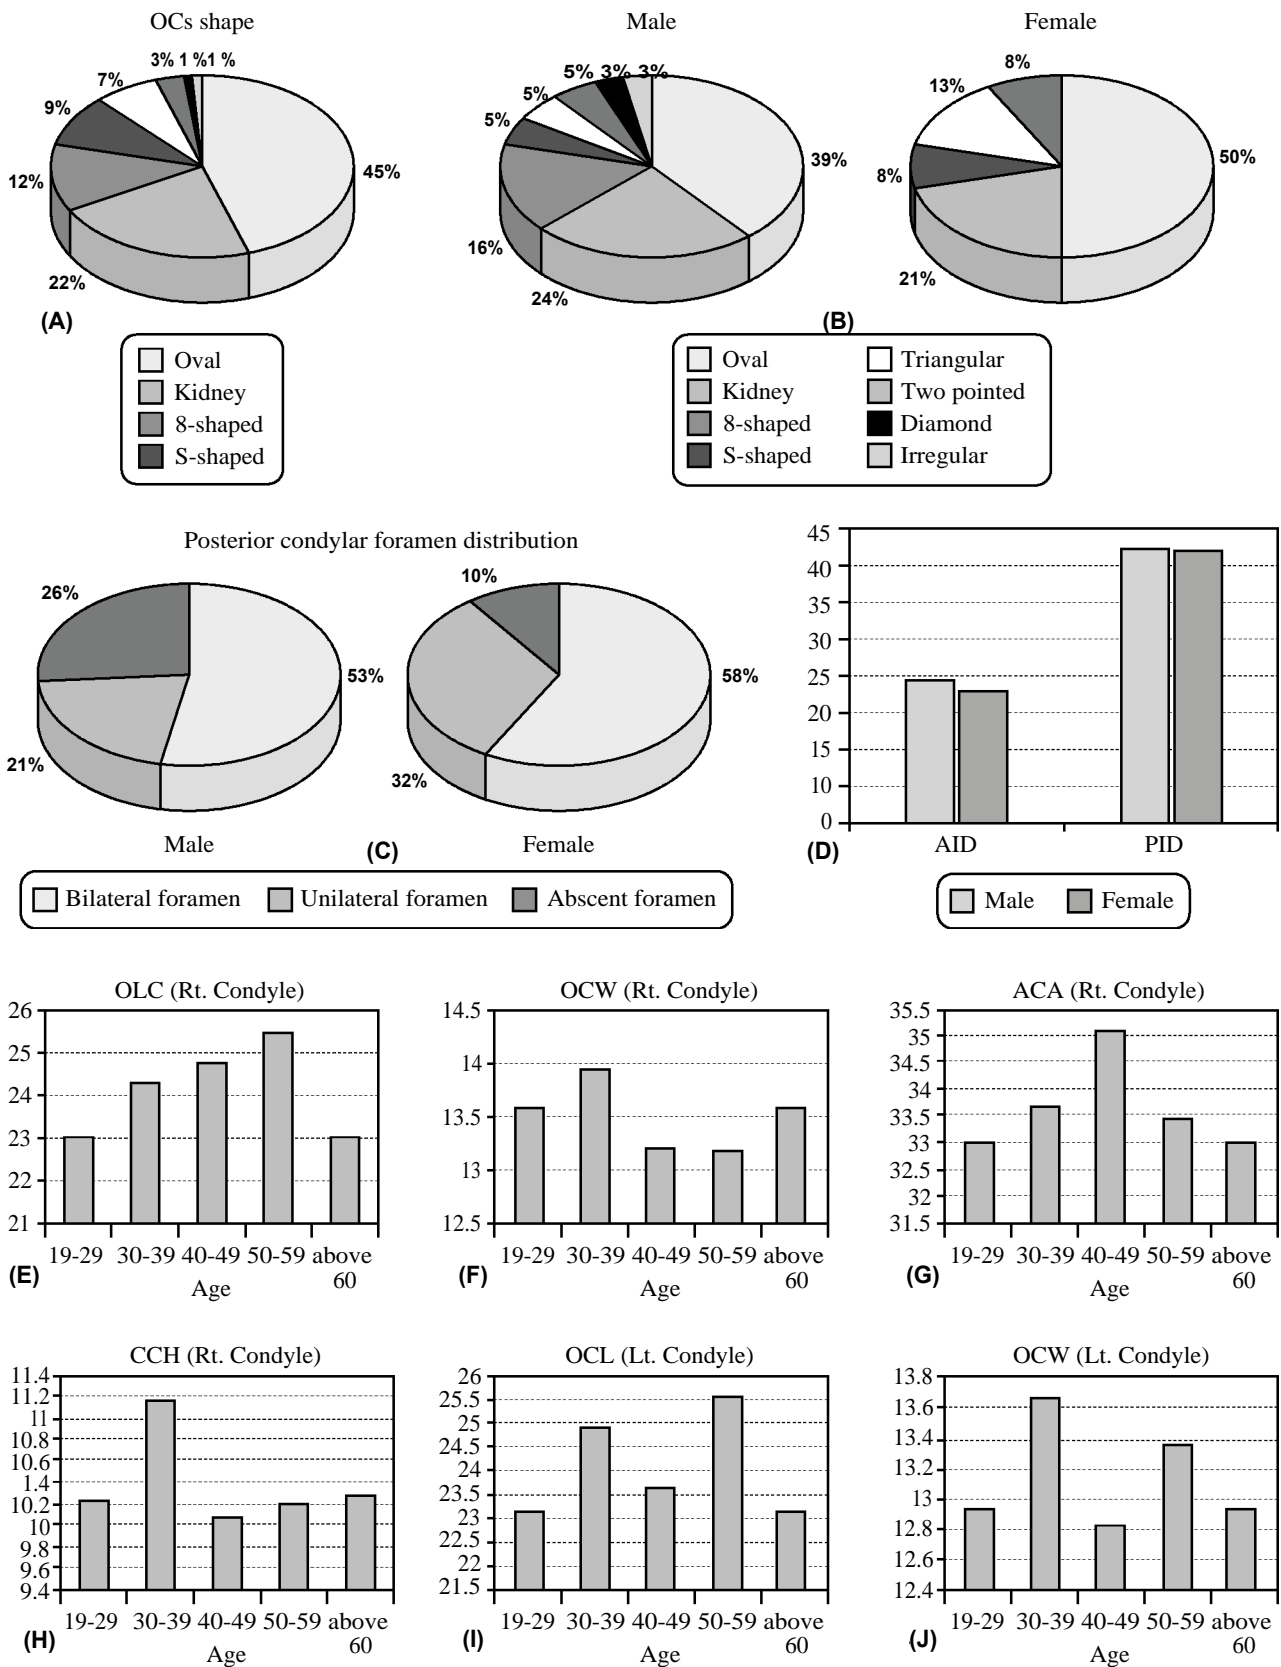 OCs shape
3% 1 %1 %
7%
9%
12%
45%
22%
(A)
Oval
Kidney
8-shaped
S-shaped
Male
5% 3% 3%
5%
5%
39%
16%
24%
Female
8%
13%
8%
50%
21%
(B)
Oval
Triangular
Kidney
Two pointed
8-shaped
Diamond
S-shaped
Irregular
Posterior condylar foramen distribution
26%
53%
21%
Male
10%
58%
32%
Female
(C)
Bilateral foramen
Unilateral foramen
Abscent foramen
45
40
35
30
25
20
15
10
0
AID
PID
(D)
Male
Female
OLC (Rt. Condyle)
26
25
24
23
22
21
19-29 30-39 40-49 50-59 above
60
Age
(E)
OCW (Rt. Condyle)
14.5
14
13.5
13
12.5
19-29 30-39 40-49 50-59 above
60
Age
(F)
ACA (Rt. Condyle)
35.5
35
34.5
34
33.5
33
32.5
32
31.5
19-29 30-39 40-49 50-59 above
60
Age
(G)
CCH (Rt. Condyle)
11.4
11.2
11
10.8
10.6
1.4
10.2
10
9.8
9.6
9.4
19-29 30-39 40-49 50-59 above
60
Age
(H)
OCL (Lt. Condyle)
26
25.5
25
24.5
24
23.5
23
22.5
22
21.5
19-29 30-39 40-49 50-59 above
60
Age
(I)
OCW (Lt. Condyle)
13.8
13.6
13.4
13.2
13
12.8
12.6
12.4
19-29 30-39 40-49 50-59 above
60
Age
(J)